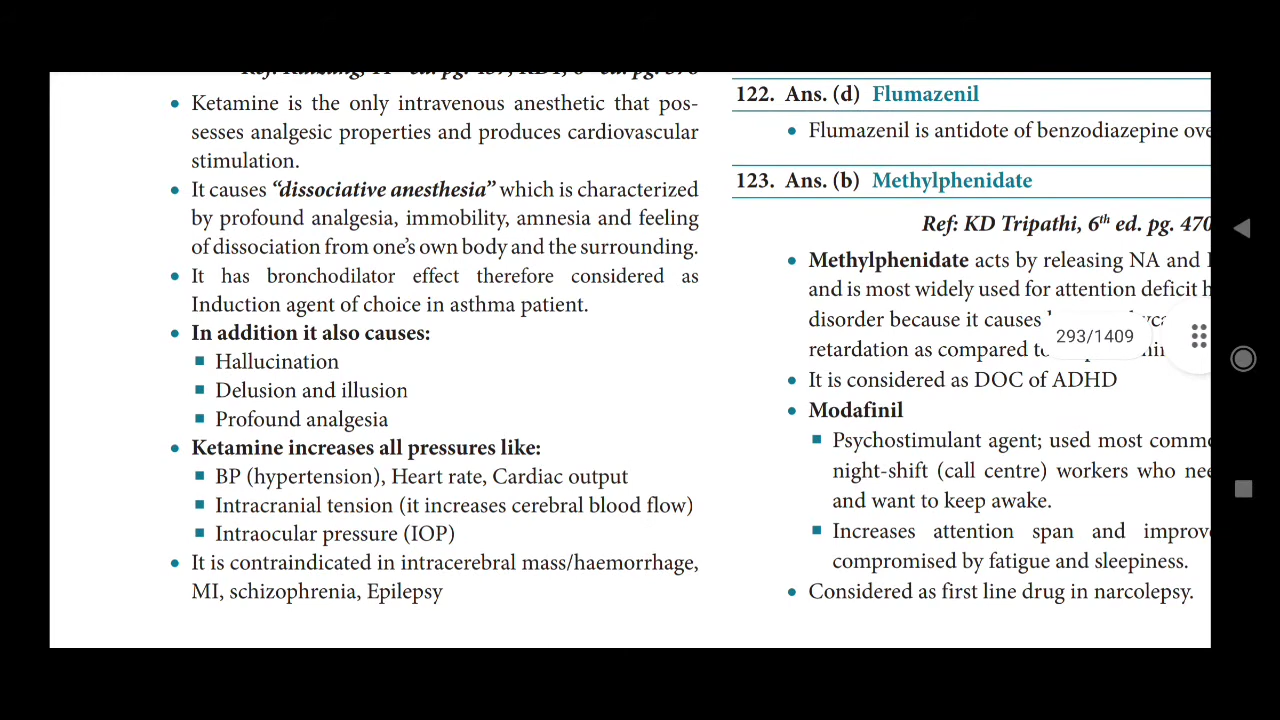 • Ketamine is the only intravenous anesthetic that pos-
sesses analgesic properties and produces cardiovascular
stimulation.
• It causes “dissociative anesthesia” which is characterized
by profound analgesia, immobility, amnesia and feeling
of dissociation from one’s own body and the surrounding.
• It has bronchodilator effect therefore considered as
Induction agent of choice in asthma patient.
• In addition it also causes:
■ Hallucination
■ Delusion and illusion
■ Profound analgesia
• Ketamine increases all pressures like:
■ BP (hypertension), Heart rate, Cardiac output
■ Intracranial tension (it increases cerebral blood flow)
■ Intraocular pressure (IOP)
• It is contraindicated in intracerebral mass/haemorrhage,
MI, schizophrenia, Epilepsy
122. Ans. (d) Flumazenil
• Flumazenil is antidote of benzodiazepine ove
123. Ans. (b) Methylphenidate
Ref: KD Tripathi, 6th ed. pg. 470
• Methylphenidate acts by releasing NA and
and is most widely used for attention deficit h
disorder because it causes
retardation as compared to
• It is considered as DOC of ADHD
• Modafinil
■ Psychostimulant agent; used most commo
night-shift (call centre) workers who nee
and want to keep awake.
■ Increases attention span and improve
compromised by fatigue and sleepiness.
• Considered as first line drug in narcolepsy.
293/1409